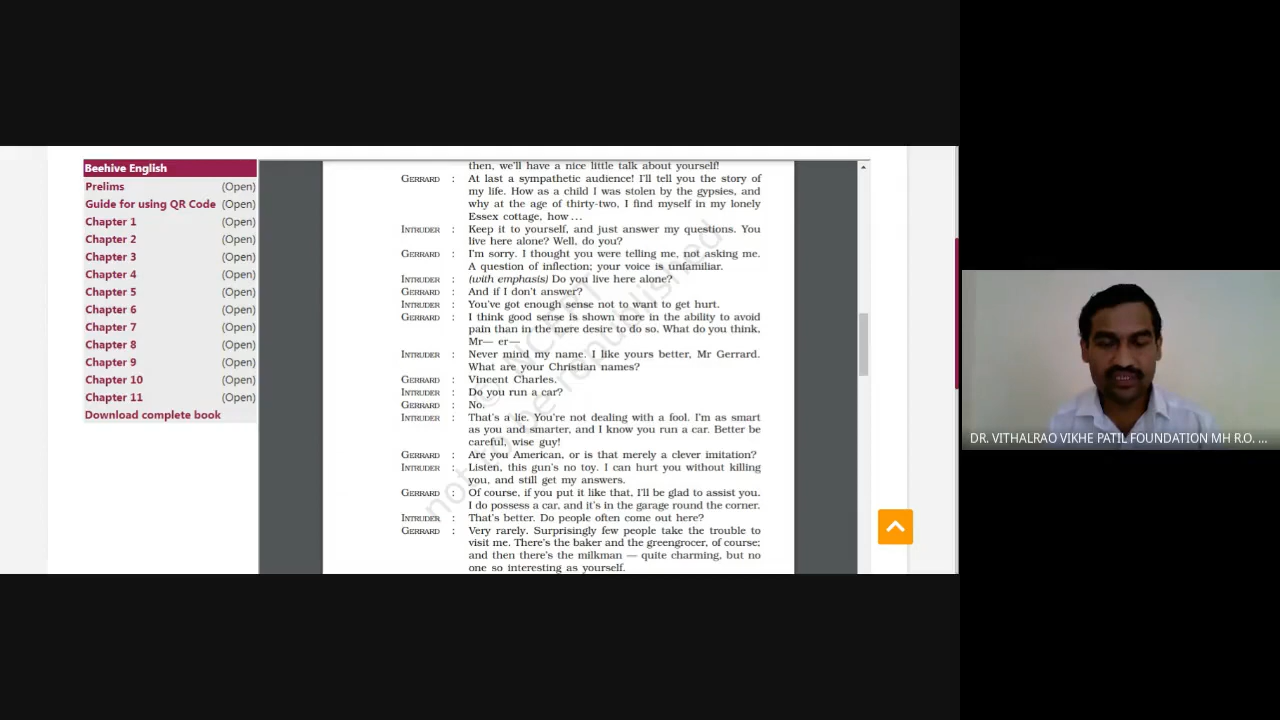 Beehive English
Prelims (Open)
Guide for using QR Code (Open)
Chapter 1 (Open)
Chapter 2 (Open)
Chapter 3 (Open)
Chapter 4 (Open)
Chapter 5 (Open)
Chapter 6 (Open)
Chapter 7 (Open)
Chapter 8 (Open)
Chapter 9 (Open)
Chapter 10 (Open)
Chapter 11 (Open)
Download complete book
then, we'll have a nice little talk about yourself!
GERRARD : At last a sympathetic audience! I'll tell you the story of
my life. How as a child I was stolen by the gypsies, and
why at the age of thirty-two, I find myself in my lonely
Essex cottage, how ...
INTRUDER : Keep it to yourself, and just answer my questions. You
live here alone? Well, do you?
GERRARD : I'm sorry. I thought you were telling me, not asking me.
A question of inflection; your voice is unfamiliar.
INTRUDER : (with emphasis) Do you live here alone?
GERRARD : And if I don't answer?
INTRUDER : You've got enough sense not to want to get hurt.
GERRARD : I think good sense is shown more in the ability to avoid
pain than in the mere desire to do so. What do you think,
Mr— er—
INTRUDER : Never mind my name. I like yours better, Mr Gerrard.
What are your Christian names?
GERRARD : Vincent Charles.
INTRUDER : Do you run a car?
GERRARD : No.
INTRUDER : That's a lie. You're not dealing with a fool. I'm as smart
as you and smarter, and I know you run a car. Better be
careful, wise guy!
GERRARD : Are you American, or is that merely a clever imitation?
INTRUDER : Listen, this gun's no toy. I can hurt you without killing
you, and still get my answers.
GERRARD : Of course, if you put it like that, I'll be glad to assist you.
I do possess a car, and it's in the garage round the corner.
INTRUDER : That's better. Do people often come out here?
GERRARD : Very rarely. Surprisingly few people take the trouble to
visit me. There's the baker and the greengrocer, of course;
and then there's the milkman — quite charming, but no
one so interesting as yourself.
© NCERT
not to be republished
DR. VITHALRAO VIKHE PATIL FOUNDATION MH R.O. ...